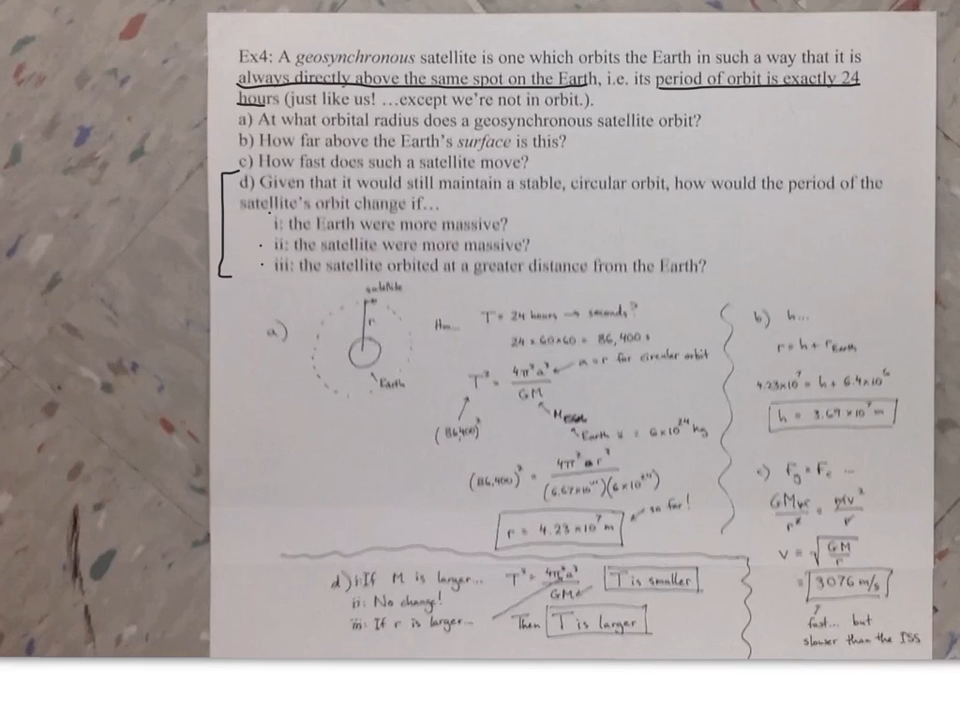 Ex4: A geosynchronous satellite is one which orbits the Earth in such a way that it is
always directly above the same spot on the Earth, i.e. its period of orbit is exactly 24
hours (just like us! …except we're not in orbit.).
a) At what orbital radius does a geosynchronous satellite orbit?
b) How far above the Earth's surface is this?
c) How fast does such a satellite move?
d) Given that it would still maintain a stable, circular orbit, how would the period of the
satellite's orbit change if…
i: the Earth were more massive?
ii: the satellite were more massive?
iii: the satellite orbited at a greater distance from the Earth?
a)
satellite
r
Earth
Hm...
T = 24 hours → seconds?
24 × 60 × 60 = 86,400 s
T² = 4π²a³ / GM
a = r for circular orbit
(86,400)²
Earth
= 6×10²⁴ kg
(86,400)² = 4π² r³ / (6.67×10⁻¹¹)(6×10²⁴)
r = 4.23 ×10⁷ m
so far!
b) h...
r = h + r Earth
4.23×10⁷ = h + 6.4×10⁶
h = 3.59 ×10⁷ m
c) Fg = Fc ...
GMm / r² = mv² / r
v = √GM / r
= 3076 m/s
fast... but
slower than the ISS
d) i: If M is larger... T² = 4π²a³ / GM T is smaller
ii: No change!
iii: If r is larger... Then T is larger